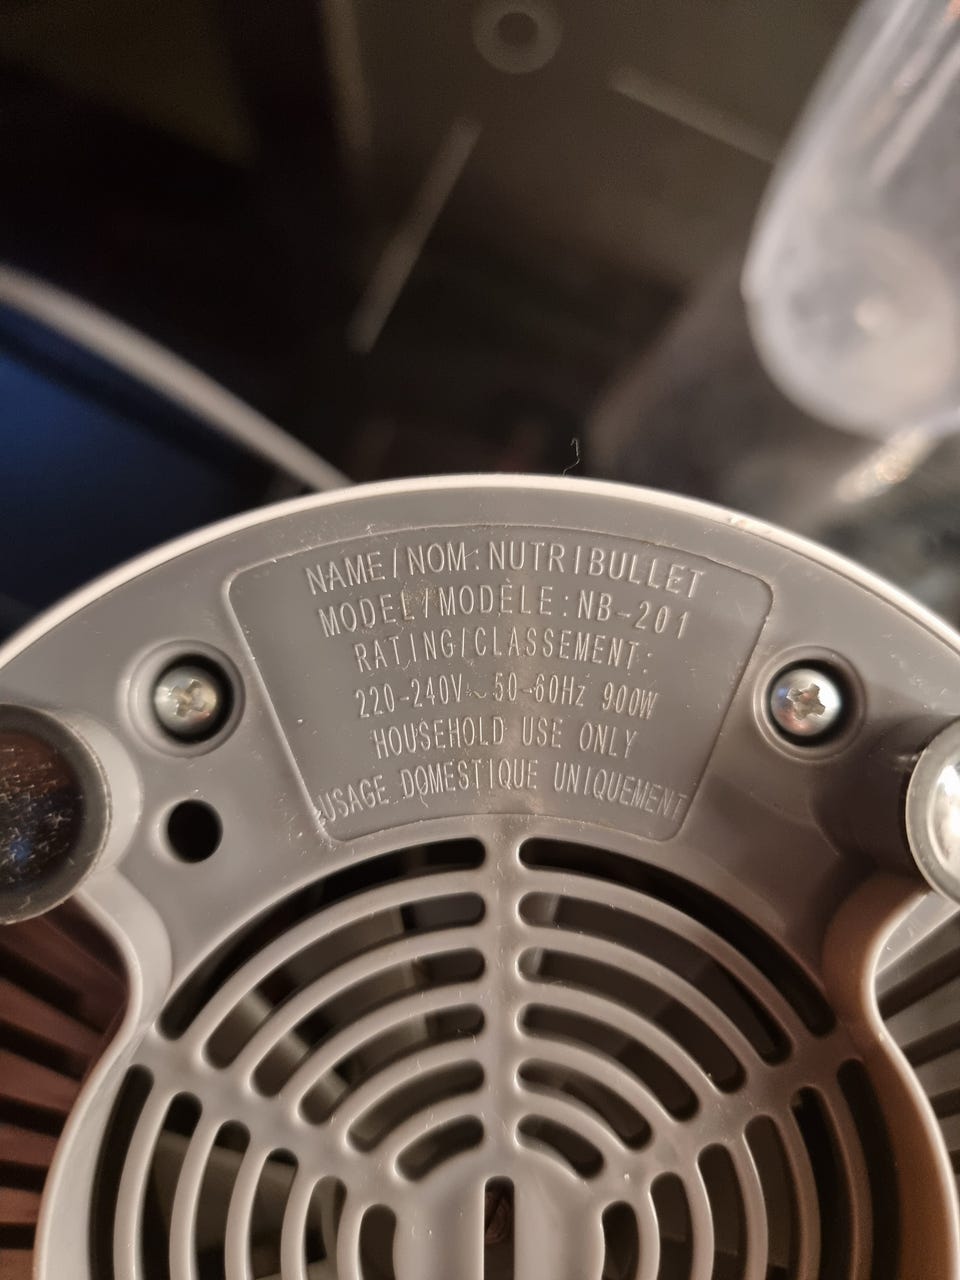 NAME/NOM:NUTRIBULLET
MODEL/MODÈLE:NB-201
RATING/CLASSEMENT:
220-240V~50-60Hz 900W
HOUSEHOLD USE ONLY
USAGE DOMESTIQUE UNIQUEMENT